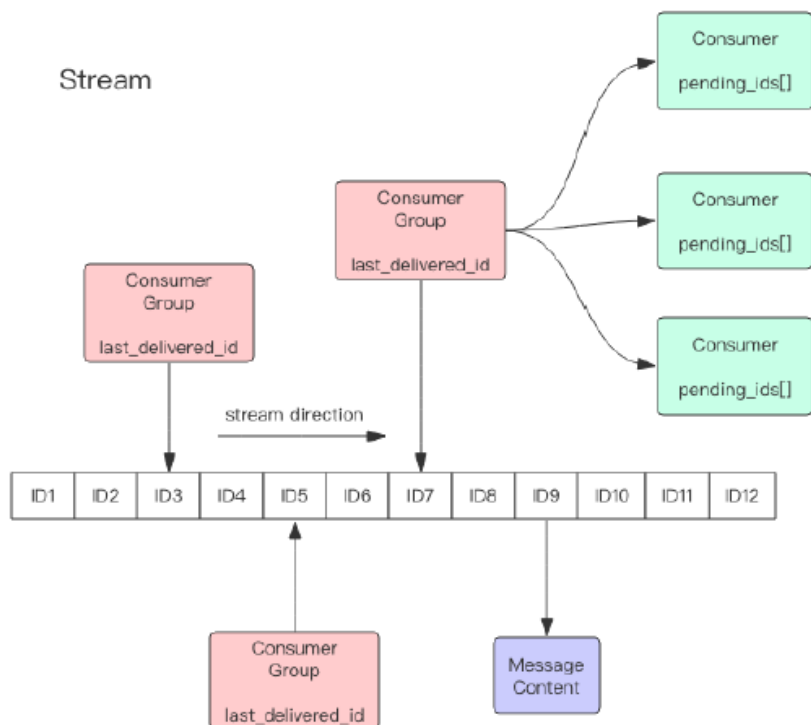 Stream
Consumer
pending_ids[]
Consumer
Group
last_delivered_id
Consumer
pending_ids[]
Consumer
Group
last_delivered_id
Consumer
pending_ids[]
stream direction
ID1 ID2 ID3 ID4 ID5 ID6 ID7 ID8 ID9 ID10 ID11 ID12
Consumer
Group
last_delivered_id
Message
Content